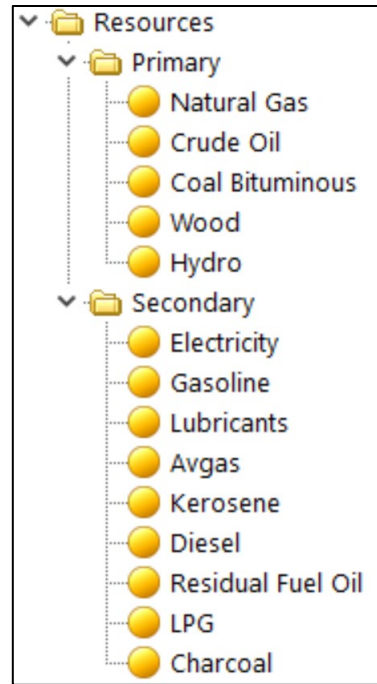 Resources
Primary
Natural Gas
Crude Oil
Coal Bituminous
Wood
Hydro
Secondary
Electricity
Gasoline
Lubricants
Avgas
Kerosene
Diesel
Residual Fuel Oil
LPG
Charcoal